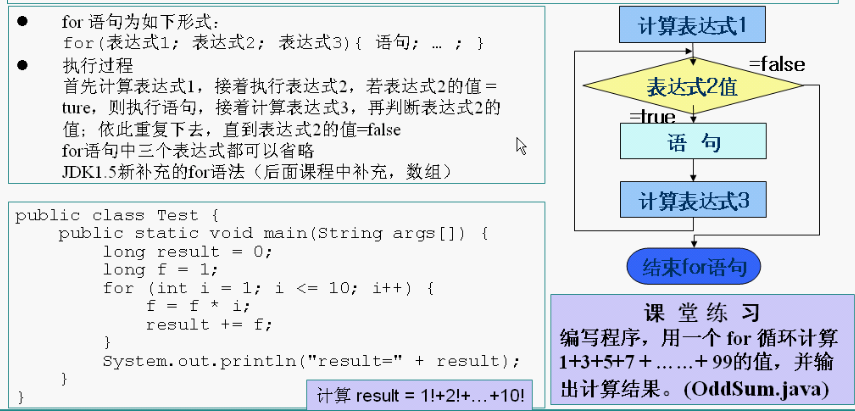 for 语句为如下形式:
for(表达式1; 表达式2; 表达式3){ 语句; … ; }
执行过程
首先计算表达式1，接着执行表达式2，若表达式2的值 =
ture，则执行语句，接着计算表达式3，再判断表达式2的
值；依此重复下去，直到表达式2的值=false
for语句中三个表达式都可以省略
JDK1.5新补充的for语法（后面课程中补充，数组）
public class Test {
public static void main(String args[]) {
long result = 0;
long f = 1;
for (int i = 1; i <= 10; i++) {
f = f * i;
result += f;
}
System.out.println("result=" + result);
}
}
计算 result = 1!+2!+…+10!
计算表达式1
=false
表达式2值
=true
语 句
计算表达式3
结束for语句
课 堂 练 习
编写程序，用一个 for 循环计算
1+3+5+7＋……＋99的值，并输
出计算结果。(OddSum.java)